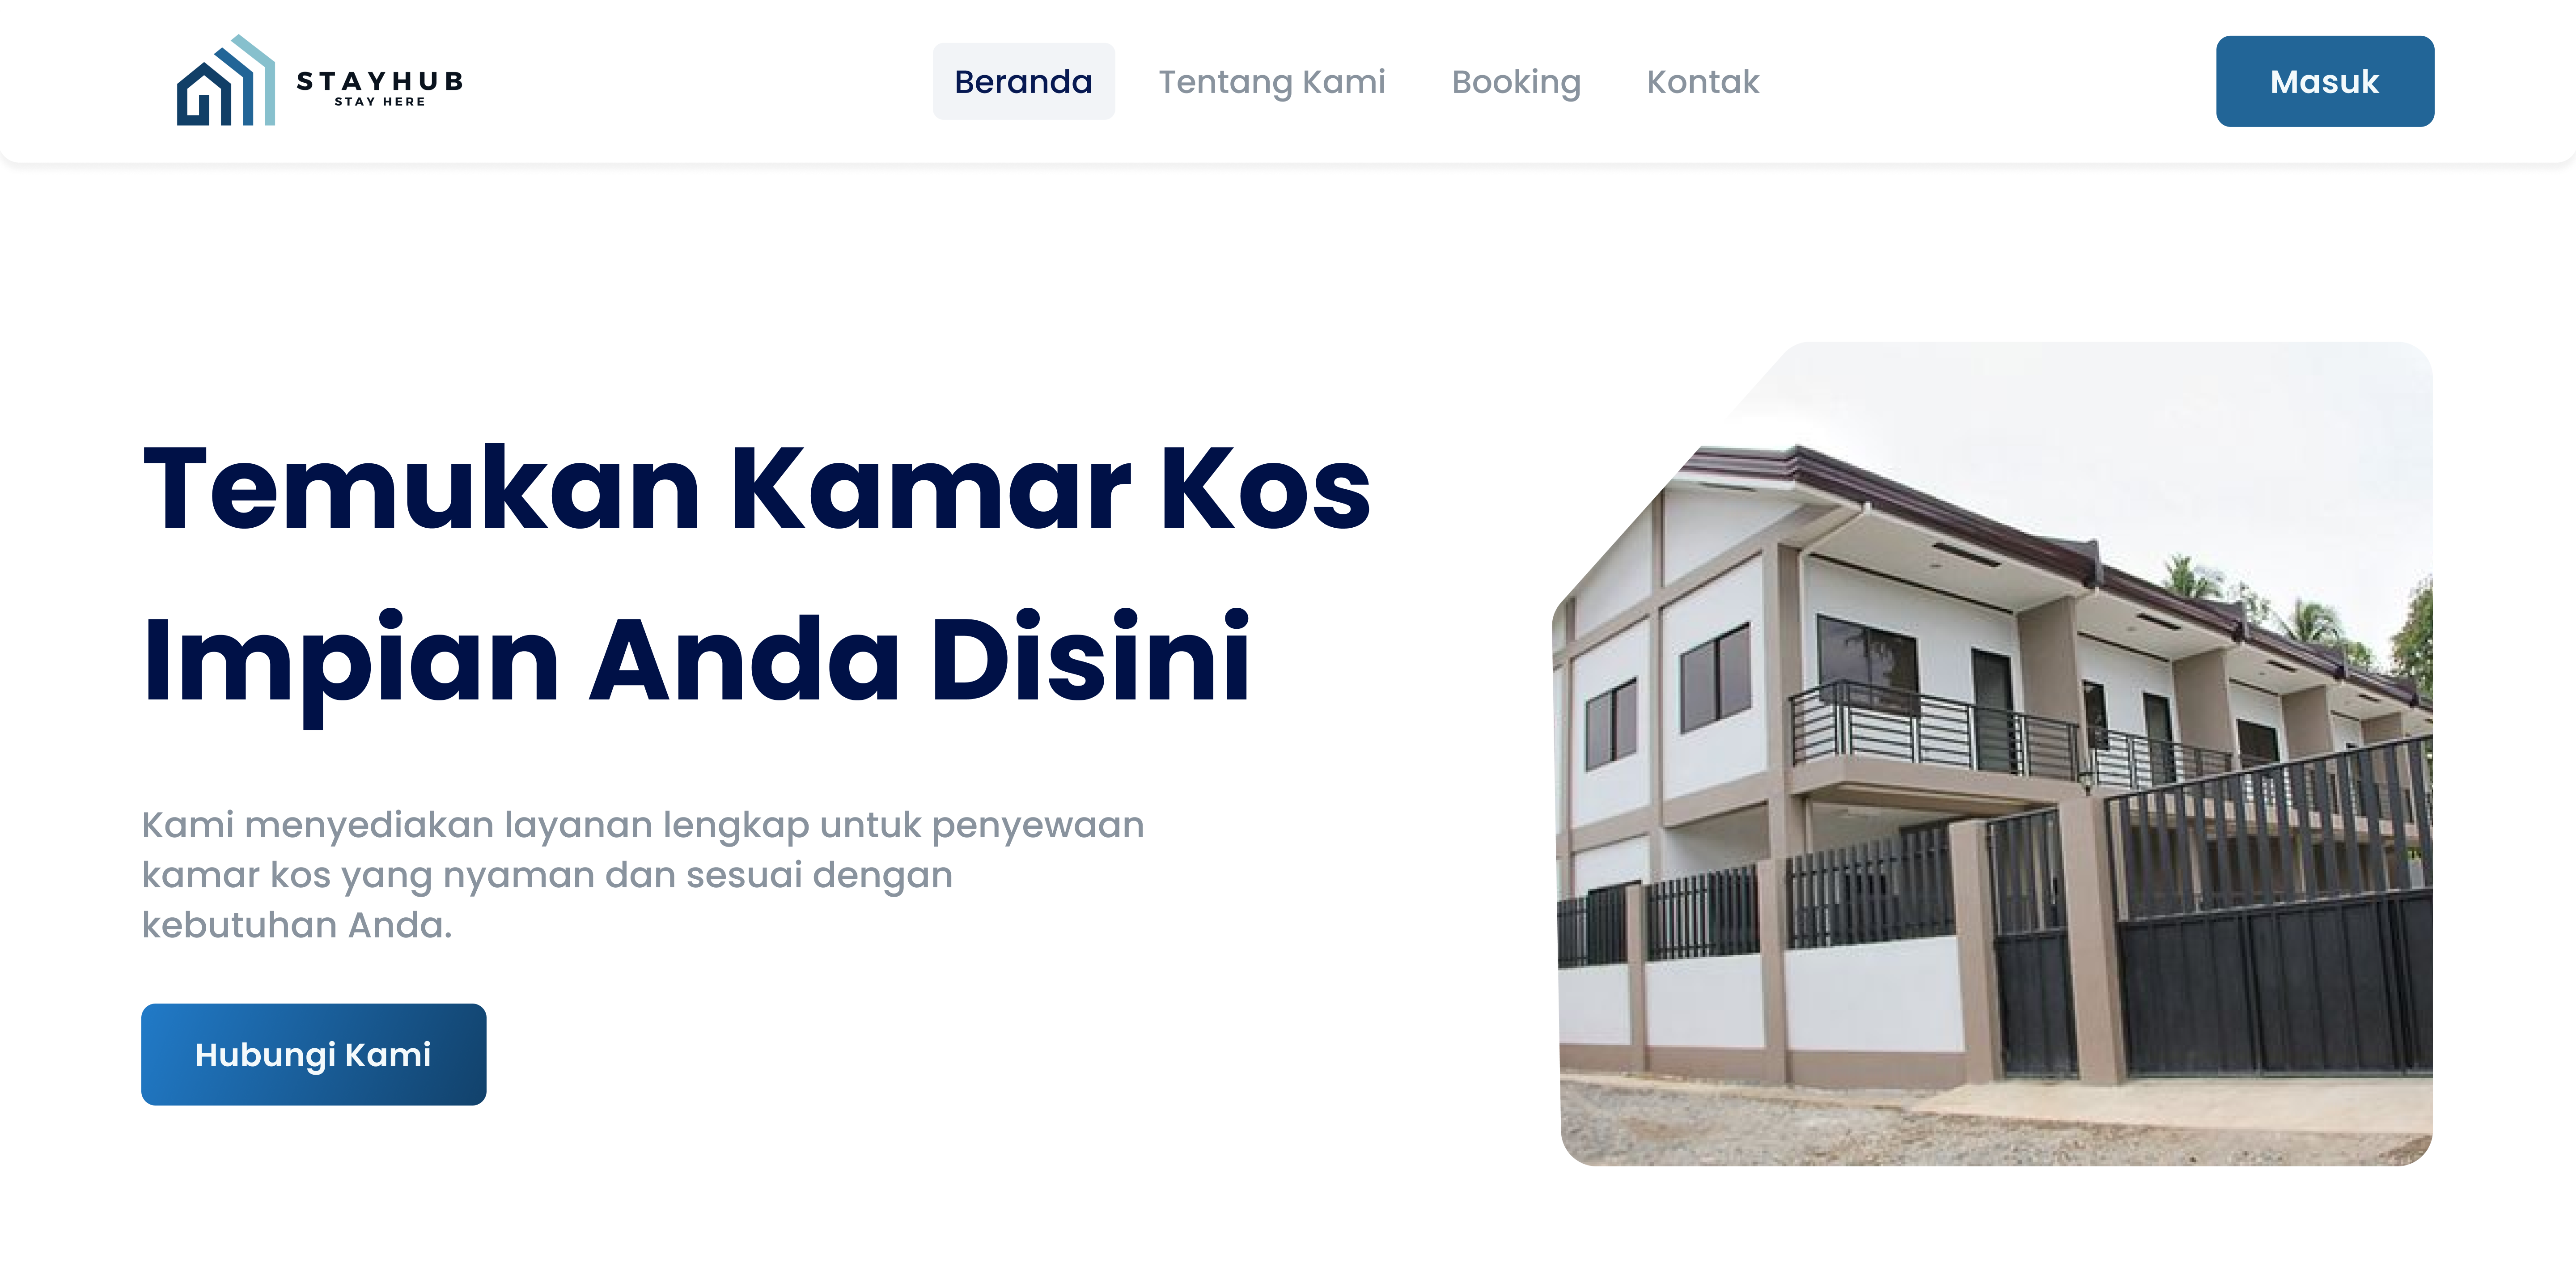 STAYHUB
STAY HERE
Beranda
Tentang Kami
Booking
Kontak
Masuk
Temukan Kamar Kos
Impian Anda Disini
Kami menyediakan layanan lengkap untuk penyewaan
kamar kos yang nyaman dan sesuai dengan
kebutuhan Anda.
Hubungi Kami